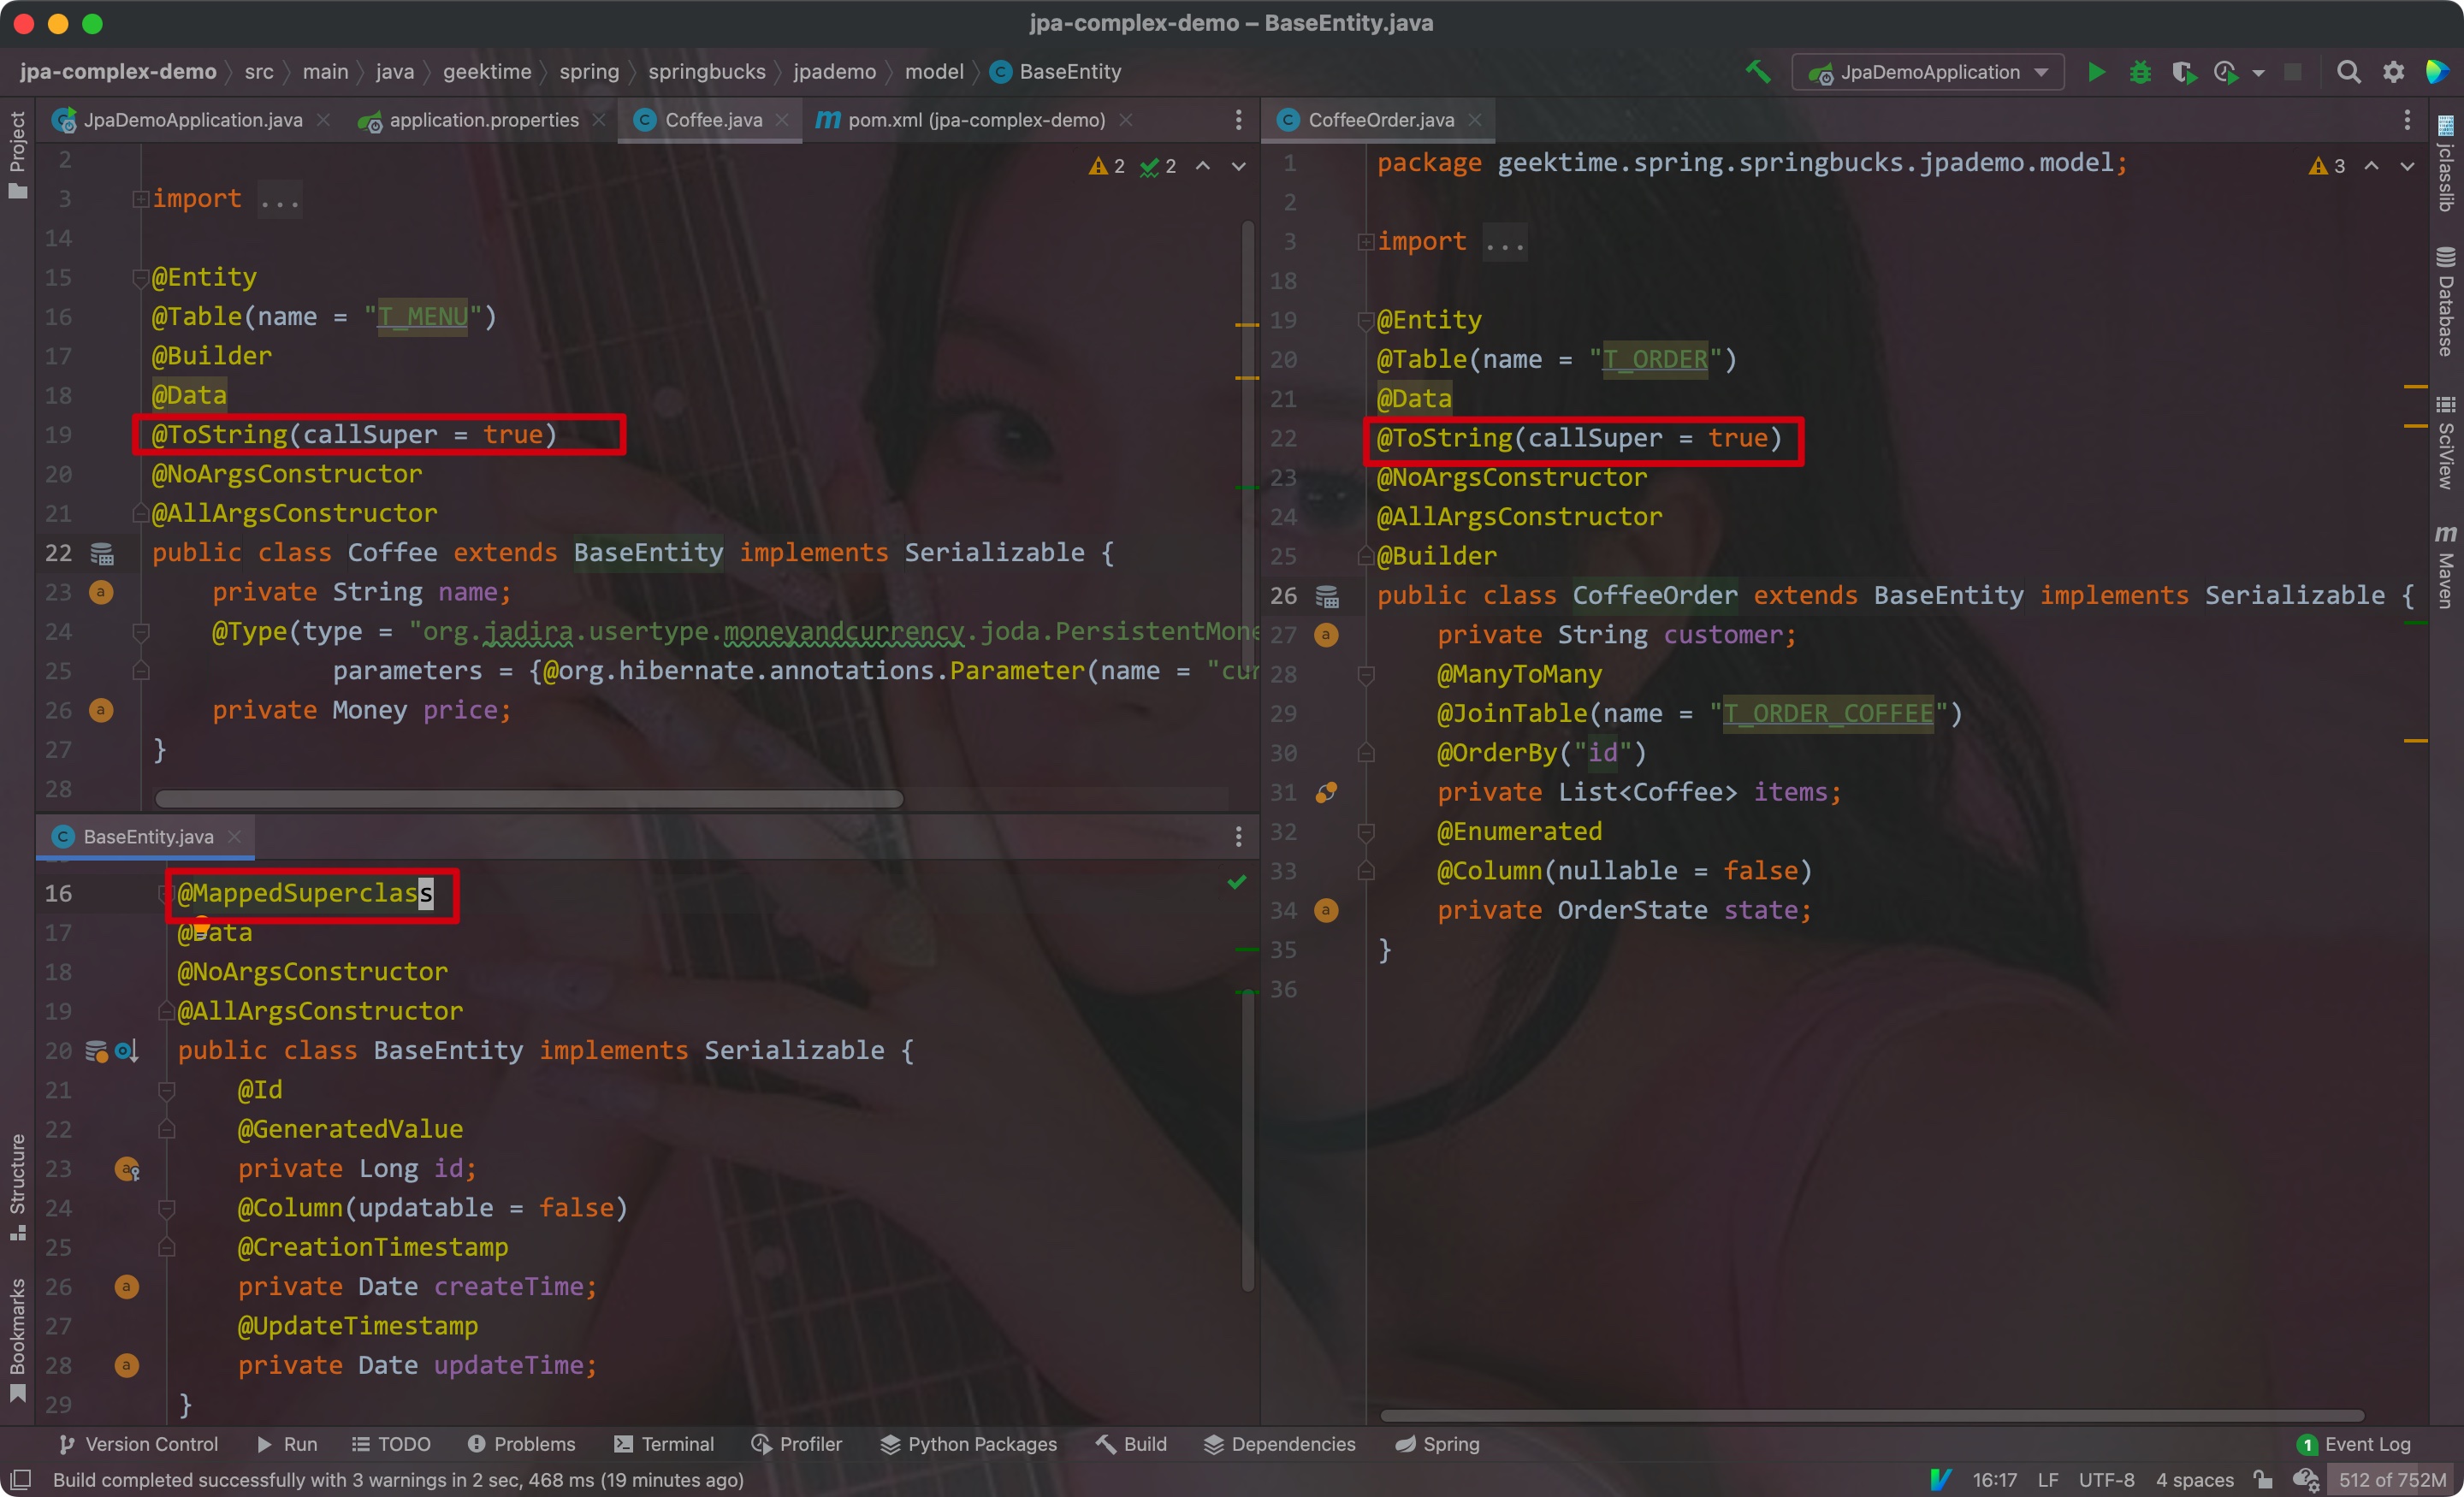 jpa-complex-demo – BaseEntity.java
jpa-complex-demo src main java geektime spring springbucks jpademo model BaseEntity
JpaDemoApplication
Project
JpaDemoApplication.java application.properties Coffee.java pom.xml (jpa-complex-demo)
2 2
2
3 import ...
14
15 @Entity
16 @Table(name = "T_MENU")
17 @Builder
18 @Data
19 @ToString(callSuper = true)
20 @NoArgsConstructor
21 @AllArgsConstructor
22 public class Coffee extends BaseEntity implements Serializable {
23 private String name;
24 @Type(type = "org.jadira.usertype.moneyandcurrency.joda.PersistentMone
25 parameters = {@org.hibernate.annotations.Parameter(name = "cur
26 private Money price;
27 }
28
BaseEntity.java
16 @MappedSuperclass
17 @Data
18 @NoArgsConstructor
19 @AllArgsConstructor
20 public class BaseEntity implements Serializable {
21 @Id
22 @GeneratedValue
23 private Long id;
24 @Column(updatable = false)
25 @CreationTimestamp
26 private Date createTime;
27 @UpdateTimestamp
28 private Date updateTime;
29 }
CoffeeOrder.java
3
1 package geektime.spring.springbucks.jpademo.model;
2
3 import ...
18
19 @Entity
20 @Table(name = "T_ORDER")
21 @Data
22 @ToString(callSuper = true)
23 @NoArgsConstructor
24 @AllArgsConstructor
25 @Builder
26 public class CoffeeOrder extends BaseEntity implements Serializable {
27 private String customer;
28 @ManyToMany
29 @JoinTable(name = "T_ORDER_COFFEE")
30 @OrderBy("id")
31 private List<Coffee> items;
32 @Enumerated
33 @Column(nullable = false)
34 private OrderState state;
35 }
36
jclasslib
Database
SciView
Maven
Structure
Bookmarks
Version Control Run TODO Problems Terminal Profiler Python Packages Build Dependencies Spring 1 Event Log
Build completed successfully with 3 warnings in 2 sec, 468 ms (19 minutes ago) 16:17 LF UTF-8 4 spaces 512 of 752M